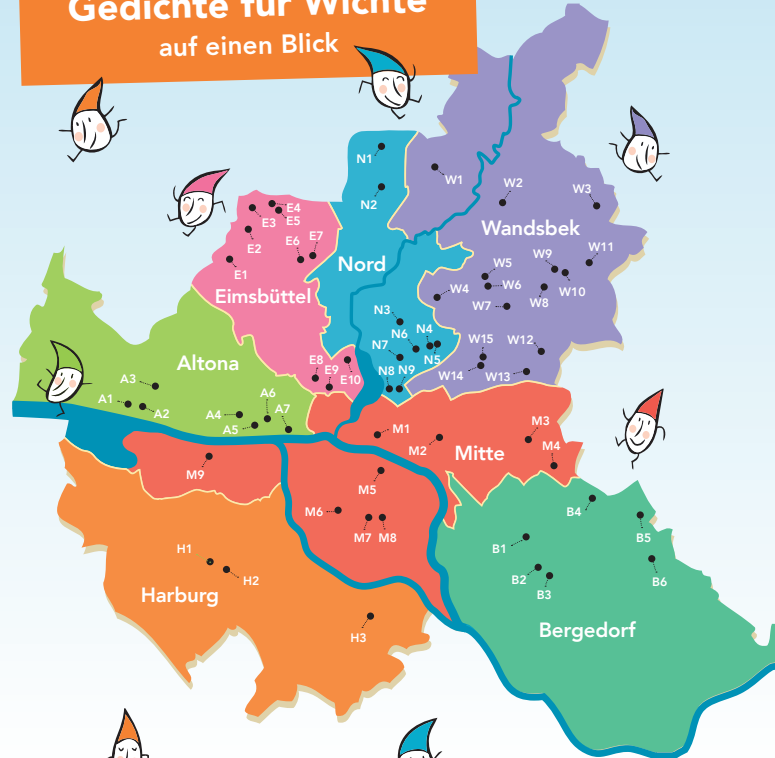 Gedichte für Wichte
auf einen Blick
N1
N2
W1
W2
W3
Wandsbek
E3
E4
E5
E2
E6
E7
E1
Nord
Eimsbüttel
W9
W11
W5
W6
W10
W4
W7
W8
N3
N6
N4
N7
N5
N8
N9
W15
W12
W14
W13
Altona
E8
E9
E10
A3
A1
A2
A6
A4
A7
A5
M1
M2
M3
Mitte
M4
M9
M5
M6
M7
M8
B4
B5
B1
B2
B3
B6
H1
H2
Harburg
H3
Bergedorf